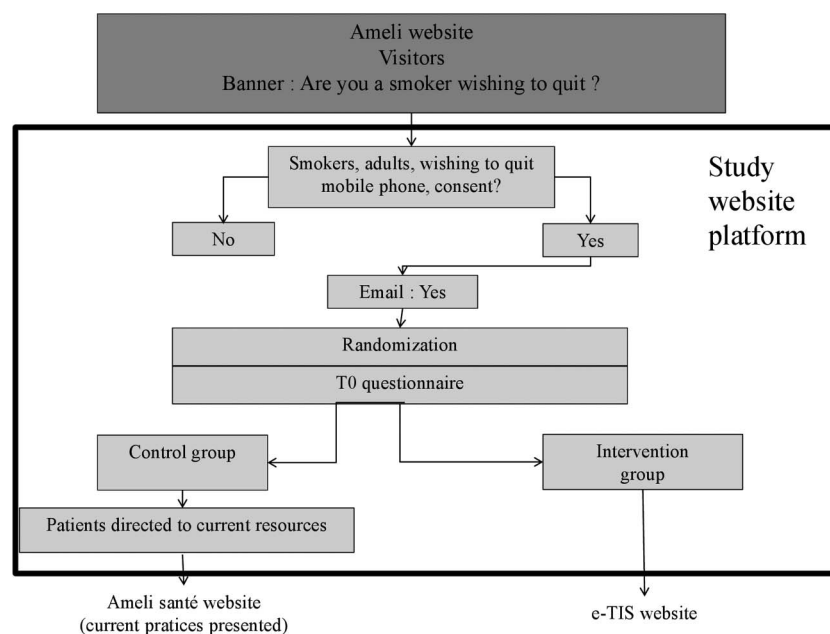 Ameli website
Visitors
Banner : Are you a smoker wishing to quit ?
Smokers, adults, wishing to quit
mobile phone, consent?
Study
website
platform
No
Yes
Email : Yes
Randomization
T0 questionnaire
Control group
Intervention
group
Patients directed to current resources
Ameli santé website
(current pratices presented)
e-TIS website